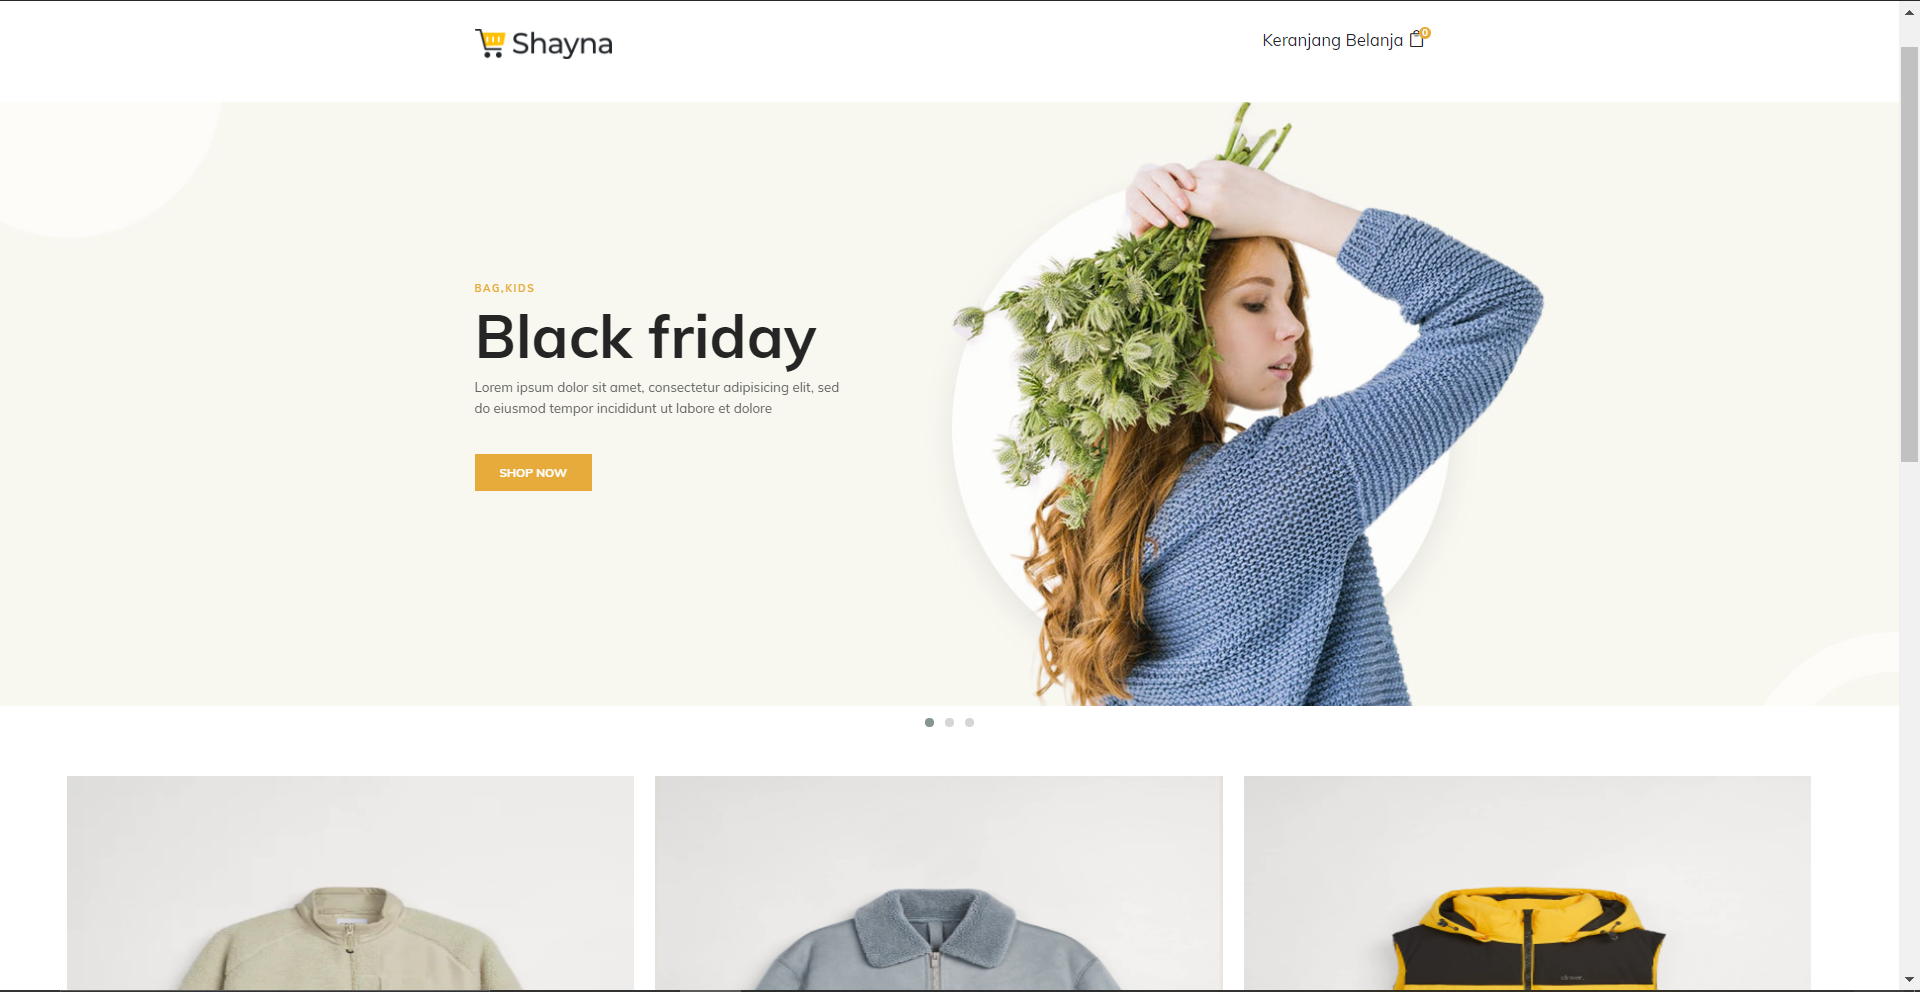 Shayna
Keranjang Belanja 0
BAG,KIDS
Black friday
Lorem ipsum dolor sit amet, consectetur adipisicing elit, sed
do eiusmod tempor incididunt ut labore et dolore
SHOP NOW